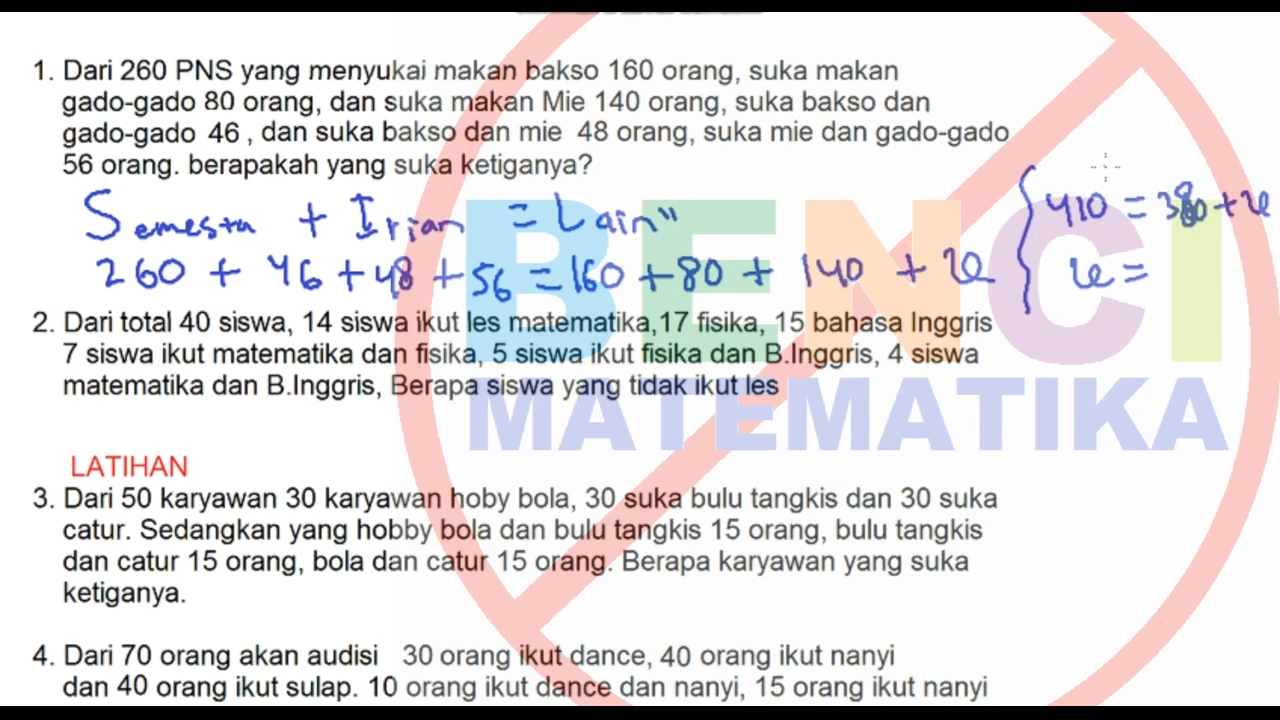 1. Dari 260 PNS yang menyukai makan bakso 160 orang, suka makan
gado-gado 80 orang, dan suka makan Mie 140 orang, suka bakso dan
gado-gado 46 , dan suka bakso dan mie 48 orang, suka mie dan gado-gado
56 orang. berapakah yang suka ketiganya?
Semesta + Irian = Lain"
260 + 46 + 48 + 56 = 160 + 80 + 140 + x
410 = 380 + x
x =
2. Dari total 40 siswa, 14 siswa ikut les matematika,17 fisika, 15 bahasa Inggris
7 siswa ikut matematika dan fisika, 5 siswa ikut fisika dan B.Inggris, 4 siswa
matematika dan B.Inggris, Berapa siswa yang tidak ikut les
BENCI
MATEMATIKA
LATIHAN
3. Dari 50 karyawan 30 karyawan hoby bola, 30 suka bulu tangkis dan 30 suka
catur. Sedangkan yang hobby bola dan bulu tangkis 15 orang, bulu tangkis
dan catur 15 orang, bola dan catur 15 orang. Berapa karyawan yang suka
ketiganya.
4. Dari 70 orang akan audisi 30 orang ikut dance, 40 orang ikut nanyi
dan 40 orang ikut sulap. 10 orang ikut dance dan nanyi, 15 orang ikut nanyi